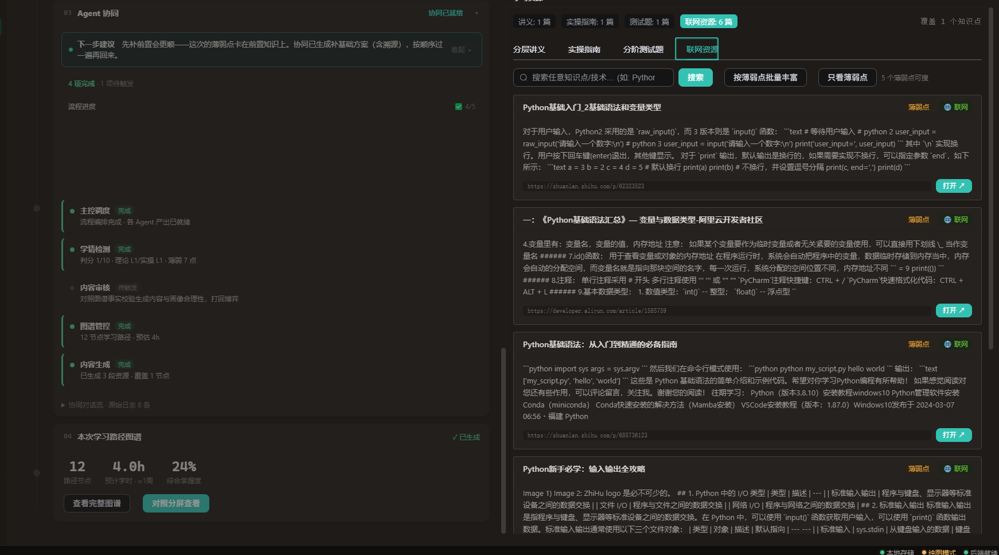 03 Agent 协同 协同已就绪
下一步建议 先补前置会更顺——这次的薄弱点卡在前置知识上。协同已生成补基础方案（含溯源），按顺序过
一遍再回来。
收起
4 项完成 · 1 项待触发
流程进度 4/5
主控调度 完成
流程编排完成 · 各 Agent 产出已就绪
学情检测 完成
判分 1/10 · 理论 L1/实操 L1 · 薄弱 7 点
内容审核 待触发
对照图谱事实校验生成内容与画像合理性，打回博弈
图谱管控 完成
12 节点学习路径 · 预估 4h
内容生成 完成
已生成 3 段资源 · 覆盖 1 节点
协同对话流 · 原始日志 8 条
04 本次学习路径图谱 ✓ 已生成
12 4.0h 24%
路径节点 预计学时 · ≈1周 综合掌握度
查看完整图谱 对照分屏查看
讲义: 1 篇 实操指南: 1 篇 测试题: 1 篇 联网资源: 6 篇 覆盖 1 个知识点
分层讲义 实操指南 分阶测试题 联网资源
搜索任意知识点/技术… (如: Python 搜索 按薄弱点批量丰富 只看薄弱点 5 个薄弱点可搜
Python基础入门_2基础语法和变量类型 薄弱点 联网
对于用户输入，Python2 采用的是 `raw_input()`，而 3 版本则是 `input()` 函数： ```text # 等待用户输入 # python 2 user_input =
raw_input('请输入一个数字:\n') # python 3 user_input = input('请输入一个数字:\n') print('user_input=', user_input) ``` 其中 `\n` 实现换
行。用户按下回车键(enter)退出，其他键显示。 对于 `print` 输出，默认输出是换行的，如果需要实现不换行，可以指定参数 `end`，如下
所示： ```text a = 3 b = 2 c = 4 d = 5 # 默认换行 print(a) print(b) # 不换行，并设置逗号分隔 print(c, end=',') print(d) ```
https://zhuanlan.zhihu.com/p/62323523 打开 ↗
一：《Python基础语法汇总》— 变量与数据类型-阿里云开发者社区 薄弱点 联网
4.变量里有：变量名，变量的值，内存地址 注意： 如果某个变量要作为临时变量或者无关紧要的变量使用，可以直接用下划线 \_ 当作变
量名 ###### 7.id()函数： 用于查看变量或对象的内存地址 在程序运行时，系统会自动把程序中的变量，数据临时存储到内存当中，内存
会自动的分配空间，而变量名就是指向那块空间的名字，每一次运行，系统分配的空间位置不同，内存地址不同 ``` = 9 print(()) ```
###### 8.注释： 单行注释采用 # 开头 多行注释使用 ''' ''' 或 "" "" `PyCharm`注释快捷键：CTRL + / `PyCharm`快速格式化代码：CTRL +
ALT + L ###### 9.基本数据类型： 1. 数值类型：`int()` -- 整型； `float()` -- 浮点型 ``
https://developer.aliyun.com/article/1585759 打开 ↗
Python基础语法：从入门到精通的必备指南 薄弱点 联网
```python import sys args = sys.argv ``` 然后我们在命令行模式使用： ```python python my_script.py hello world ``` 输出： ```text
['my_script.py', 'hello', 'world'] ``` 这些是 Python 基础语法的简单介绍和示例代码。希望对你学习Python编程有所帮助！ 如果感觉阅读对
您还有些作用，可以评论留言，关注我。谢谢您的阅读！ 往期学习： Python（版本3.8.10）安装教程windows10 Python管理软件安装
Conda（miniconda） Conda快速安装的解决方法（Mamba安装） VSCode安装教程（版本：1.87.0）Windows10发布于 2024-03-07
06:56・福建 Python
https://zhuanlan.zhihu.com/p/685736123 打开 ↗
Python新手必学：输入输出全攻略 薄弱点 联网
Image 1) Image 2: ZhiHu logo 是必不可少的。 ## 1. Python 中的 I/O 类型 | 类型 | 描述 | --- | | 标准输入输出 | 程序与键盘、显示器等标准
设备之间的数据交换 | | 文件 I/O | 程序与文件之间的数据交换 | | 网络 I/O | 程序与网络之间的数据交换 | ## 2. 标准输入输出 标准输入输出
是指程序与键盘、显示器等标准设备之间的数据交换。在 Python 中，可以使用 `input()` 函数获取用户输入，可以使用 `print()` 函数输出
数据。标准输入输出通常使用以下三个文件对象： | 类型 | 对象 | 描述 | 默认指向 | --- --- | | 标准输入 | sys.stdin | 从键盘输入的数据 | 键盘
本地存储 纯图模式 后端就绪